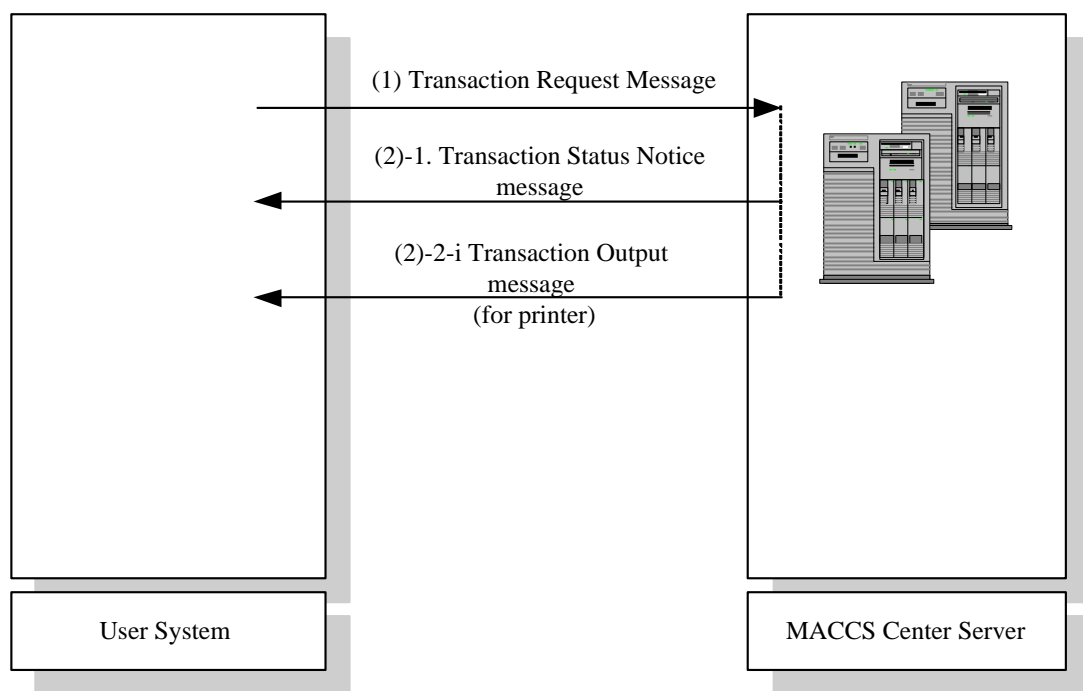 (1) Transaction Request Message
(2)-1. Transaction Status Notice
message
(2)-2-i Transaction Output
message
(for printer)
User System
MACCS Center Server